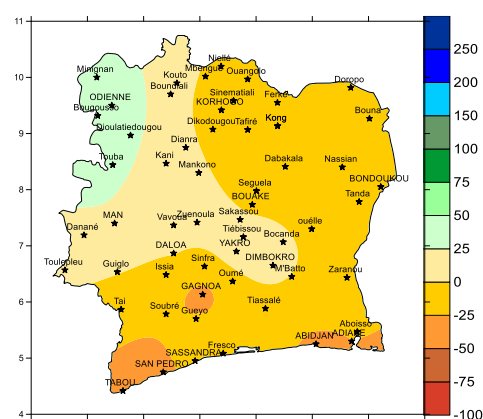 11
10
9
8
7
6
5
4
Niellé
Minignan
Kouto
Mbengué
Ouangolo
Doropo
Boundiali
Sinematiali
Ferké
ODIENNE
KORHOGO
Bougousso
Bouna
Dikodougou
Tafiré
Kong
Dioulatiedougou
Dianra
Touba
Kani
Mankono
Dabakala
Nassian
BONDOUKOU
Seguela
BOUAKE
Tanda
MAN
Vavoua
Zuenoula
Sakassou
Danané
Tiébissou
ouélle
Bocanda
DALOA
YAKRO
Toulepleu
Guiglo
Issia
Sinfra
DIMBOKRO
M'Batto
Zaranou
Oumé
GAGNOA
Tai
Soubré
Gueyo
Tiassalé
Aboisso
ABIDJAN
Fresco
SASSANDRA
SAN PEDRO
TABOU
250
200
150
100
75
50
25
0
-25
-50
-75
-100